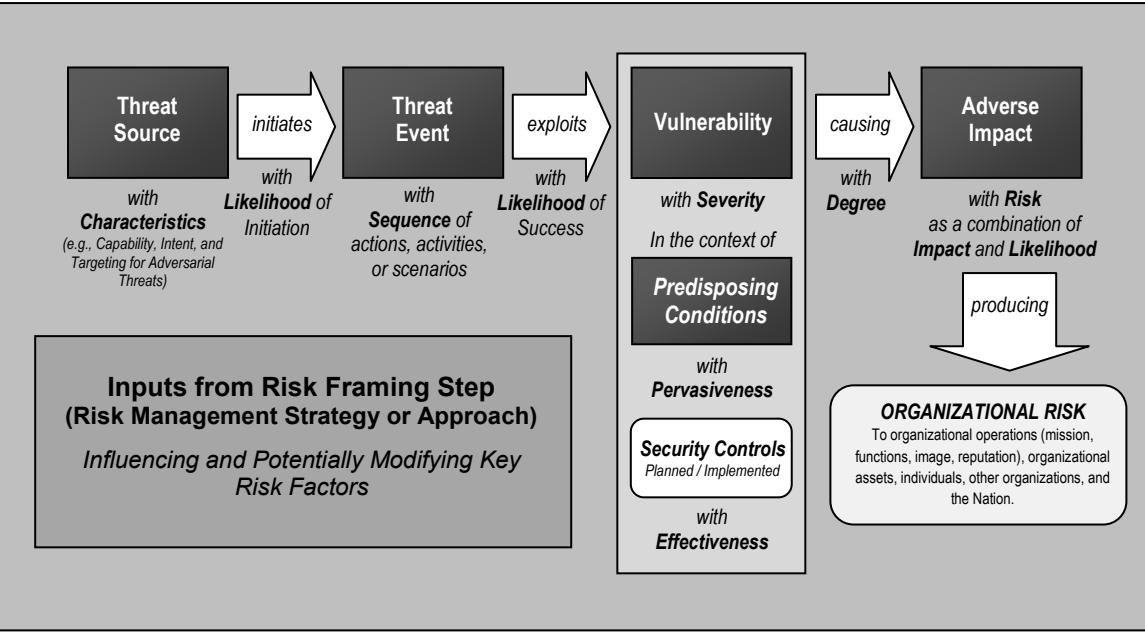 Threat
Source
initiates
Threat
Event
exploits
Vulnerability
causing
Adverse
Impact
with
Characteristics
(e.g., Capability, Intent, and
Targeting for Adversarial
Threats)
with
Likelihood of
Initiation
with
Sequence of
actions, activities,
or scenarios
with
Likelihood of
Success
with Severity
In the context of
Predisposing
Conditions
with
Pervasiveness
Security Controls
Planned / Implemented
with
Effectiveness
with
Degree
with Risk
as a combination of
Impact and Likelihood
producing
ORGANIZATIONAL RISK
To organizational operations (mission,
functions, image, reputation), organizational
assets, individuals, other organizations, and
the Nation.
Inputs from Risk Framing Step
(Risk Management Strategy or Approach)
Influencing and Potentially Modifying Key
Risk Factors